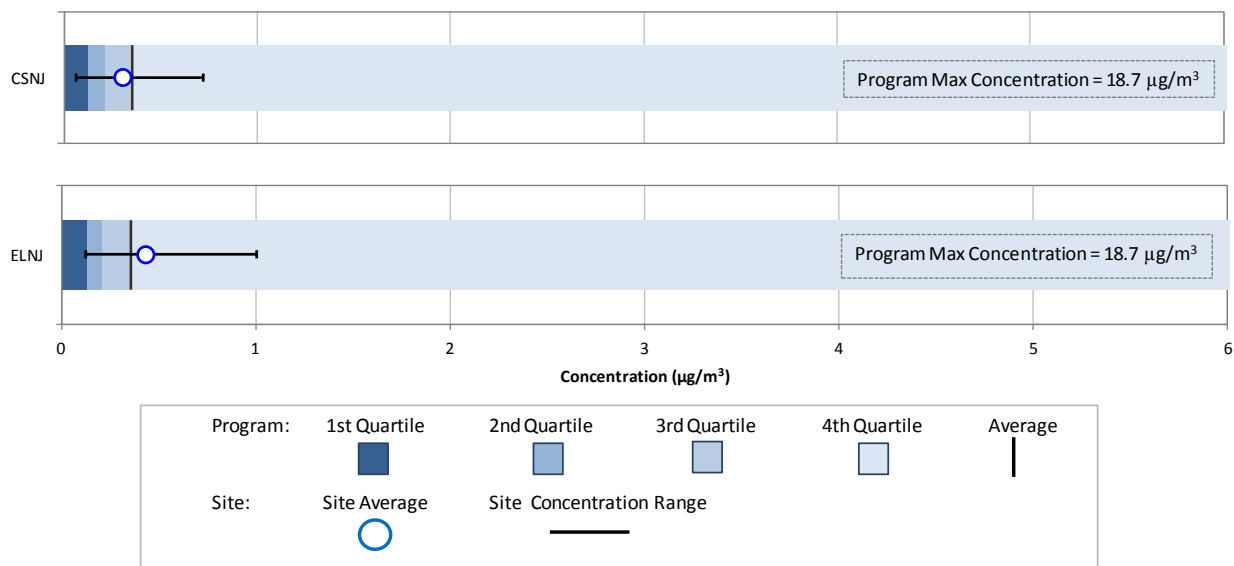 CSNJ
Program Max Concentration = 18.7 µg/m³
ELNJ
Program Max Concentration = 18.7 µg/m³
0 1 2 3 4 5 6
Concentration (µg/m³)
Program: 1st Quartile 2nd Quartile 3rd Quartile 4th Quartile Average
Site: Site Average Site Concentration Range